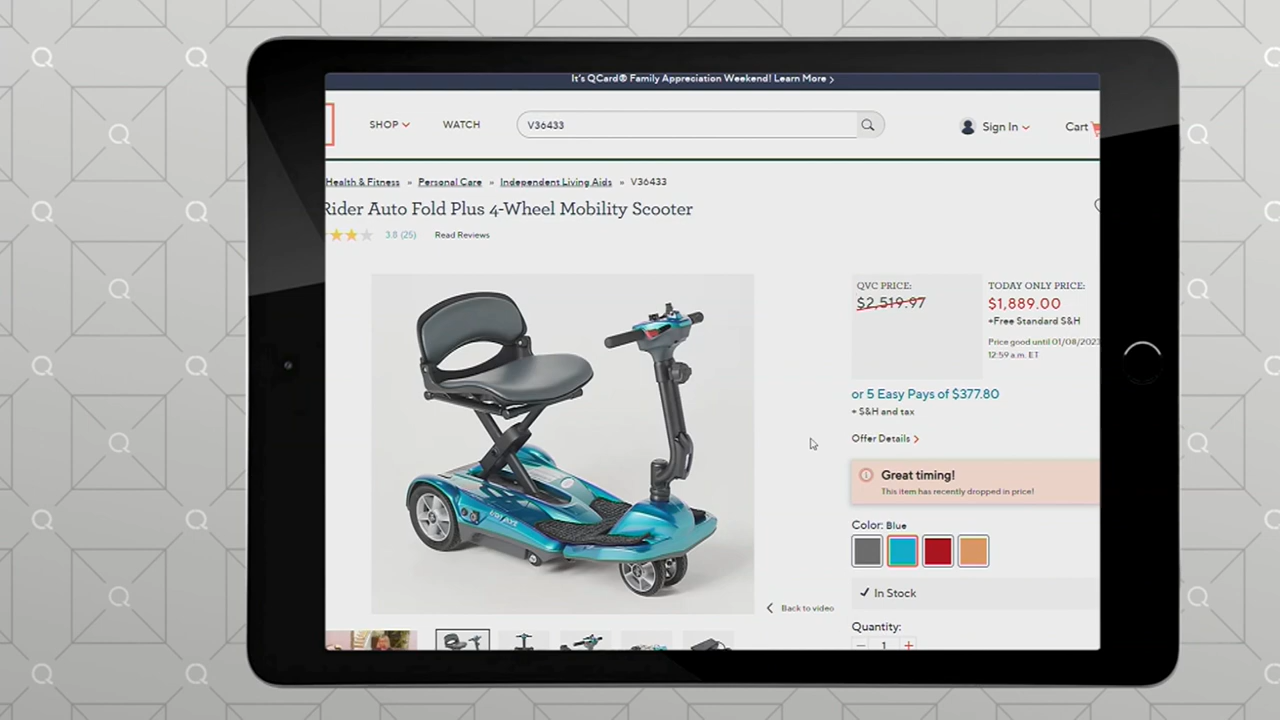 It's QCard® Family Appreciation Weekend! Learn More >
SHOP
WATCH
V36433
Sign In
Cart
Health & Fitness » Personal Care » Independent Living Aids » V36433
Rider Auto Fold Plus 4-Wheel Mobility Scooter
3.8 (25)
Read Reviews
QVC PRICE:
$2,519.97
TODAY ONLY PRICE:
$1,889.00
+Free Standard S&H
Price good until 01/08/2023
12:59 a.m. ET
or 5 Easy Pays of $377.80
+ S&H and tax
Offer Details >
Great timing!
This item has recently dropped in price!
Color: Blue
In Stock
Back to video
Quantity:
1